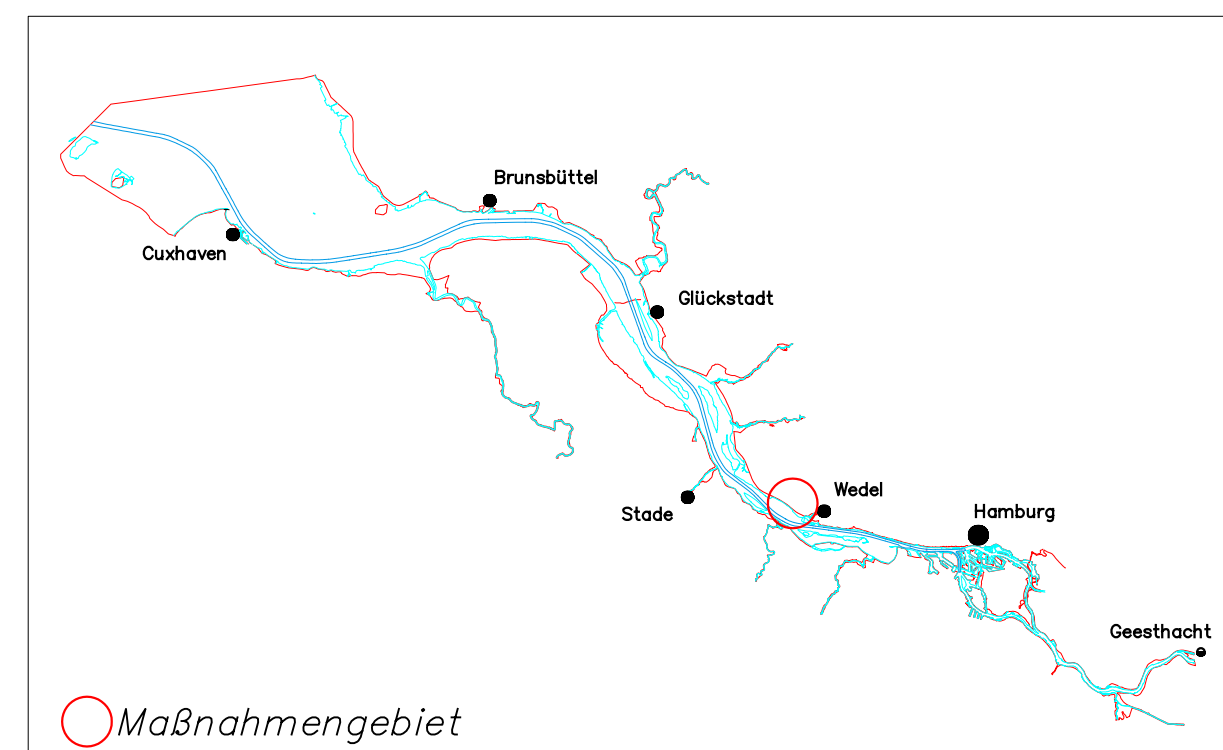 Brunsbüttel
Cuxhaven
Glückstadt
Wedel
Stade
Hamburg
Geesthacht
Maßnahmengebiet